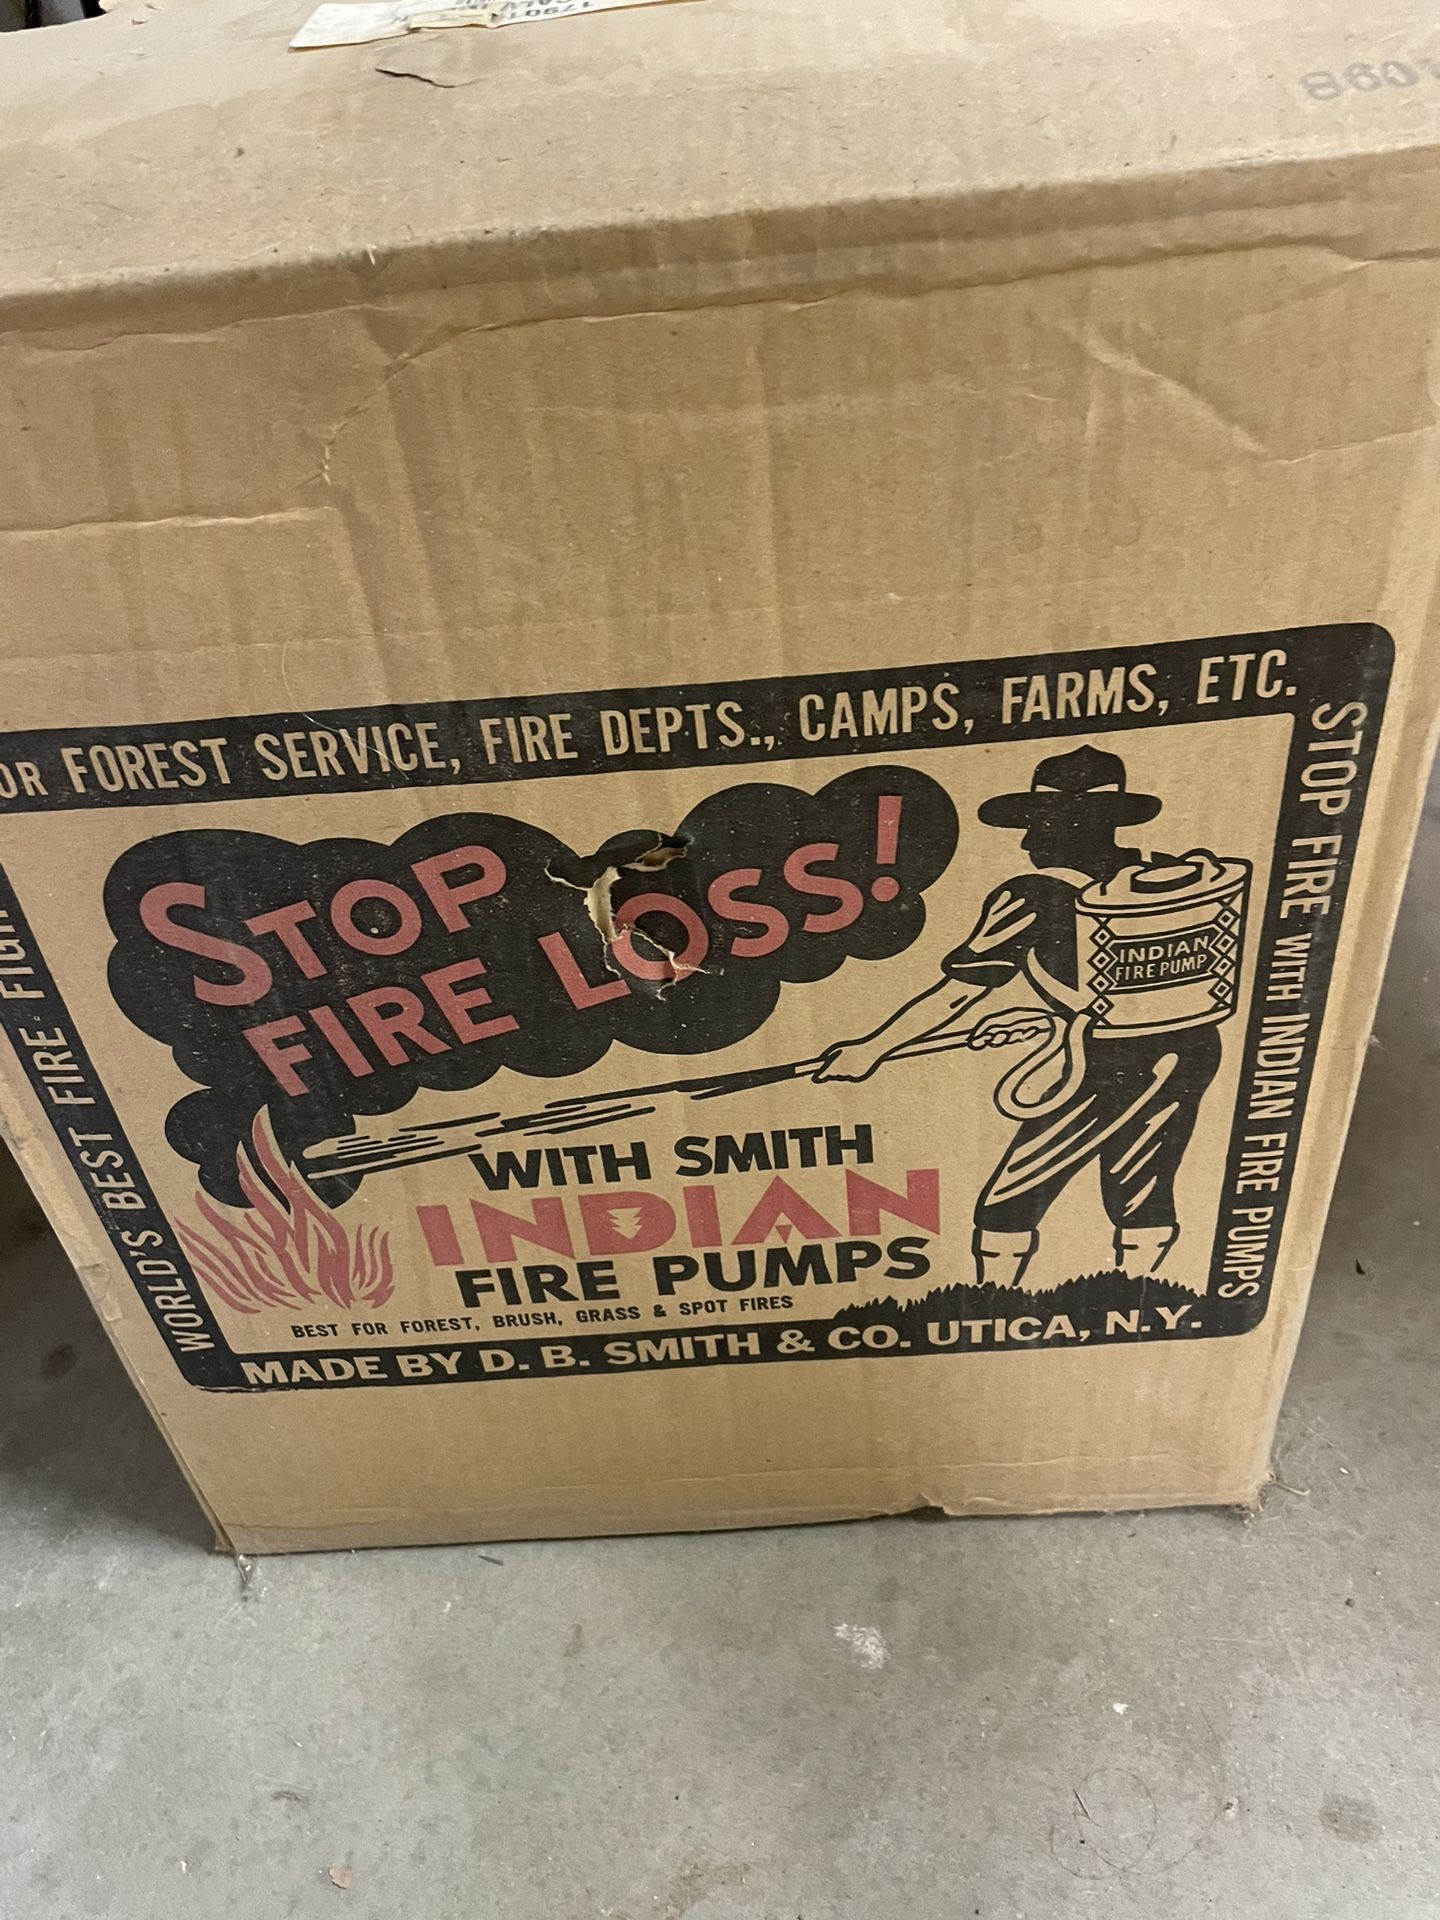 OR FOREST SERVICE, FIRE DEPTS., CAMPS, FARMS, ETC.
STOP FIRE WITH INDIAN FIRE PUMPS
WORLD'S BEST FIRE
STOP
FIRE LOSS!
INDIAN
FIRE PUMP
WITH SMITH
INDIAN
FIRE PUMPS
BEST FOR FOREST, BRUSH, GRASS & SPOT FIRES
MADE BY D. B. SMITH & CO. UTICA, N.Y.